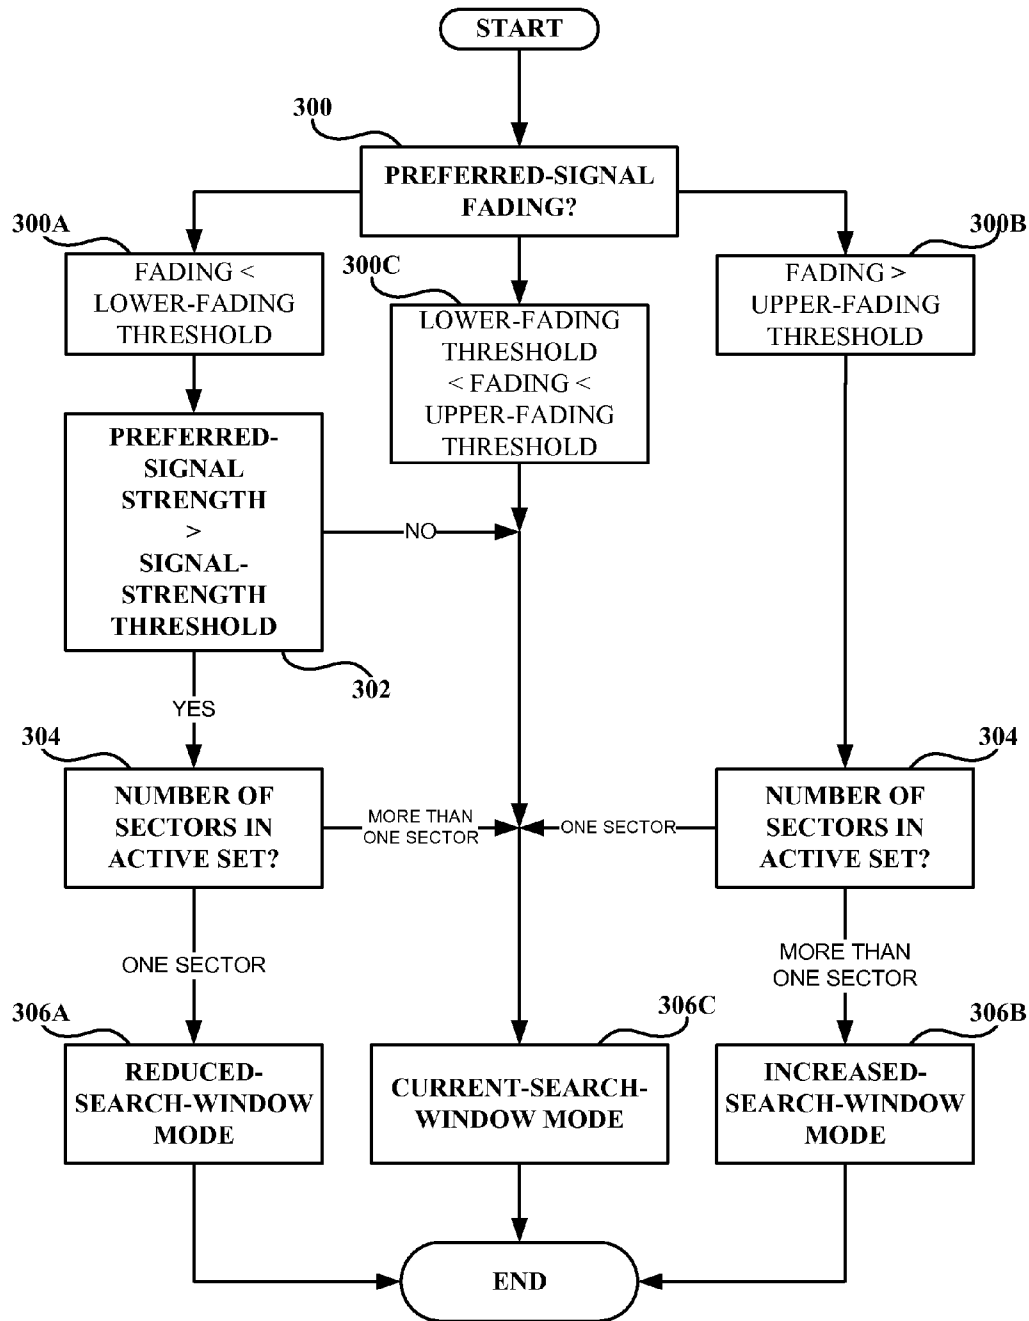 START
300
PREFERRED-SIGNAL
FADING?
300A
FADING <
LOWER-FADING
THRESHOLD
300C
LOWER-FADING
THRESHOLD
< FADING <
UPPER-FADING
THRESHOLD
300B
FADING >
UPPER-FADING
THRESHOLD
PREFERRED-
SIGNAL
STRENGTH
>
SIGNAL-
STRENGTH
THRESHOLD
NO
302
YES
304
NUMBER OF
SECTORS IN
ACTIVE SET?
MORE THAN
ONE SECTOR
ONE SECTOR
304
NUMBER OF
SECTORS IN
ACTIVE SET?
ONE SECTOR
MORE THAN
ONE SECTOR
306A
REDUCED-
SEARCH-WINDOW
MODE
306C
CURRENT-SEARCH-
WINDOW MODE
306B
INCREASED-
SEARCH-WINDOW
MODE
END